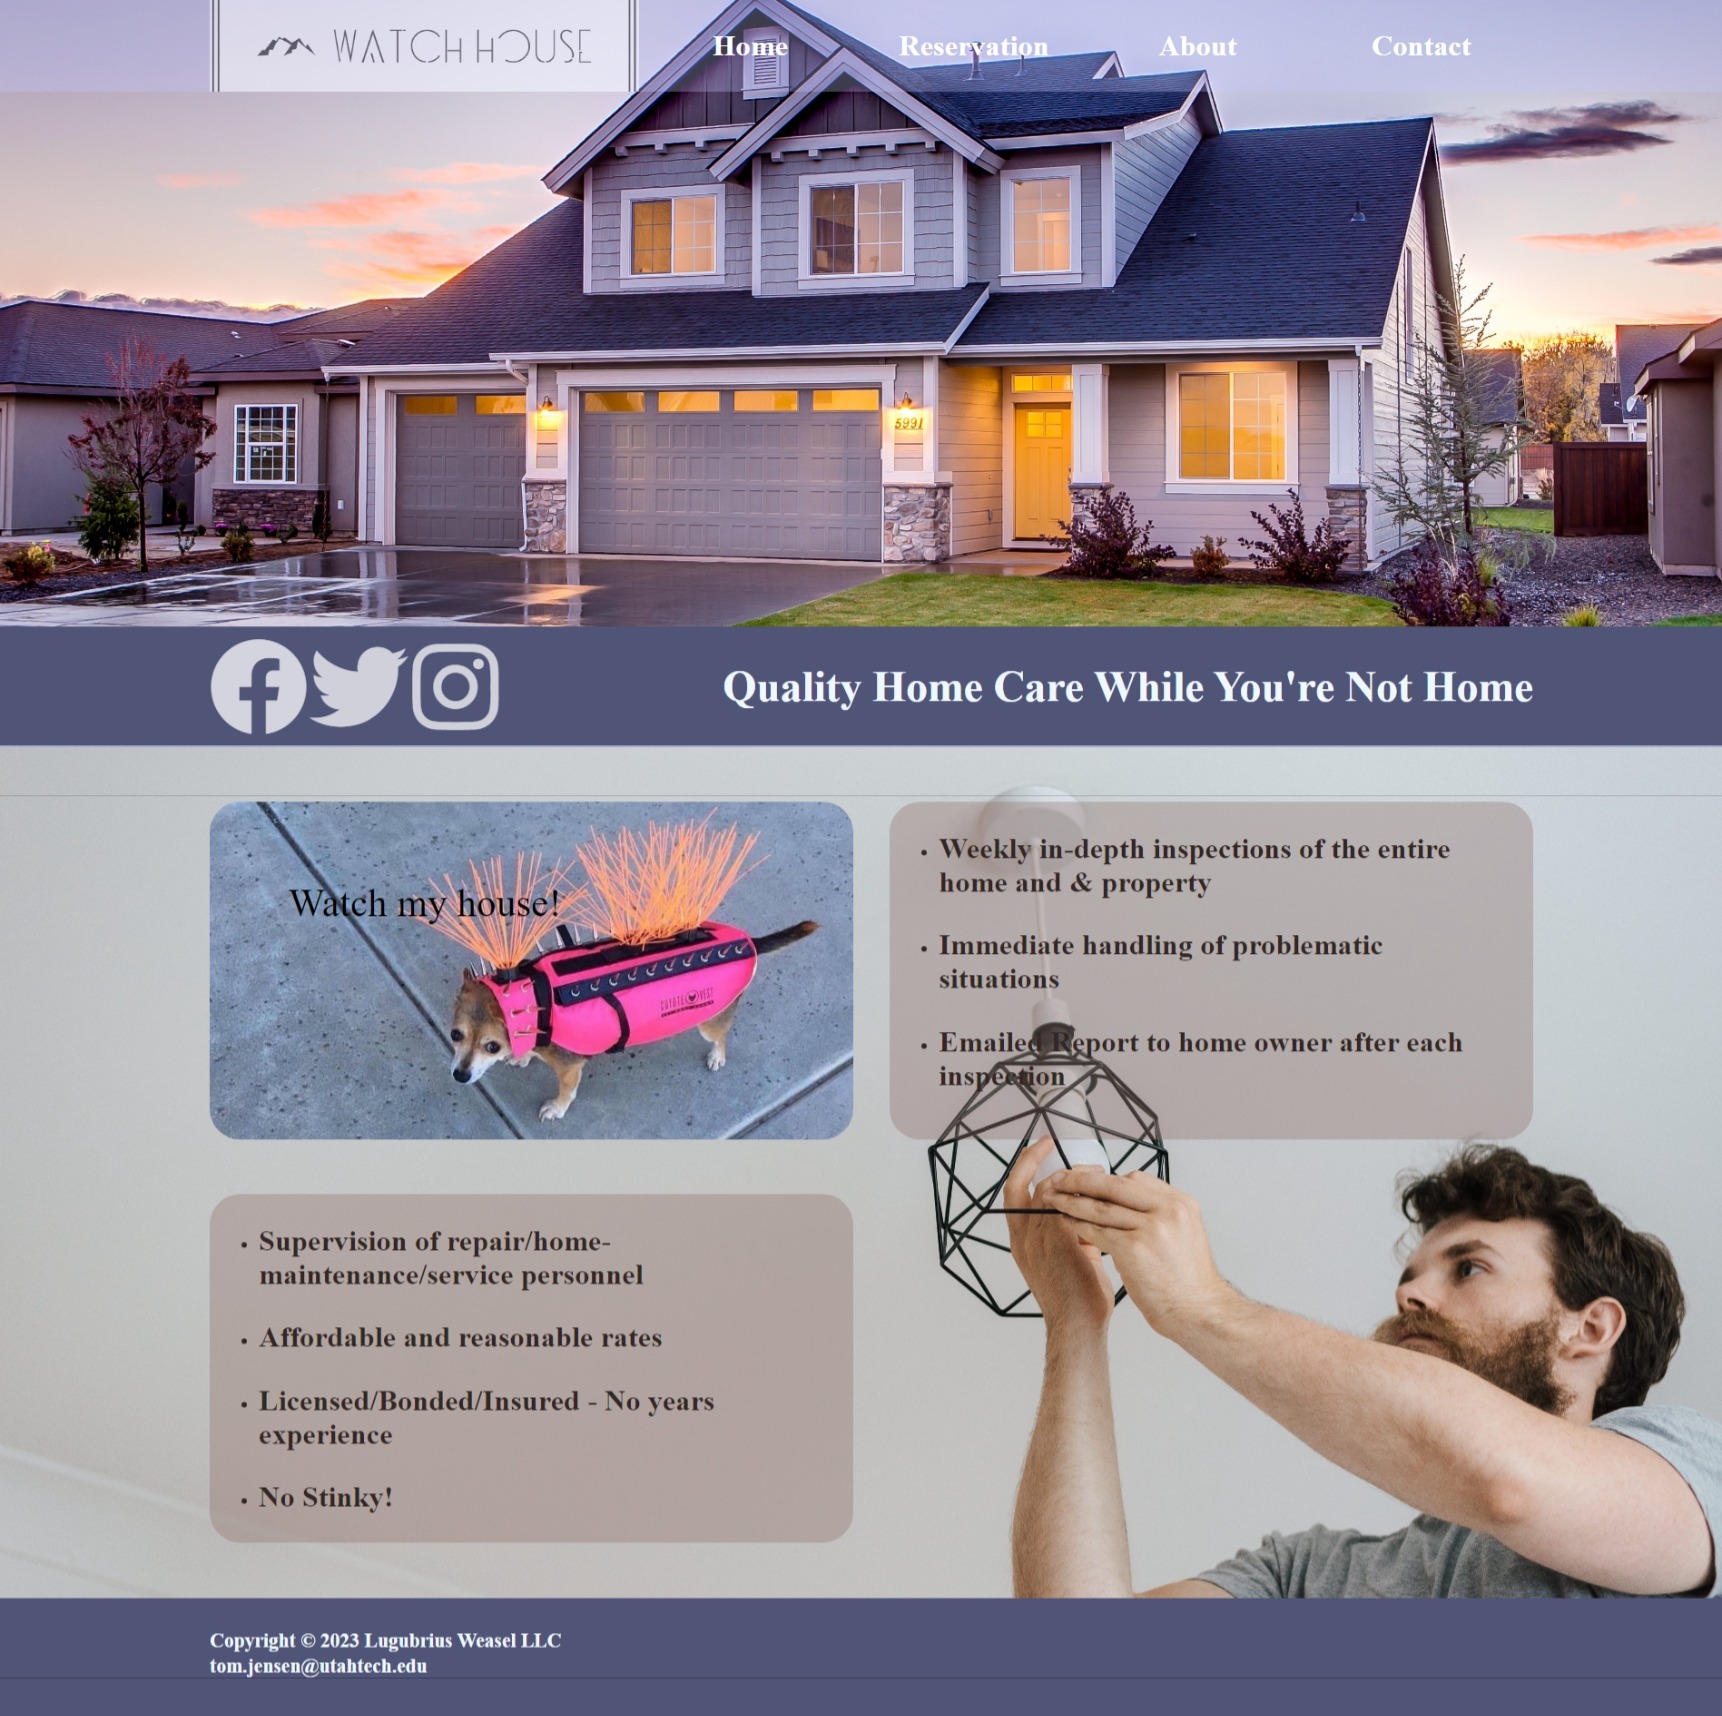 WATCH HOUSE
Home Reservation About Contact
5991
Quality Home Care While You're Not Home
Watch my house!
COYOTE VEST
• Weekly in-depth inspections of the entire
home and & property
• Immediate handling of problematic
situations
• Emailed Report to home owner after each
inspection
• Supervision of repair/home-
maintenance/service personnel
• Affordable and reasonable rates
• Licensed/Bonded/Insured - No years
experience
• No Stinky!
Copyright © 2023 Lugubrius Weasel LLC
tom.jensen@utahtech.edu